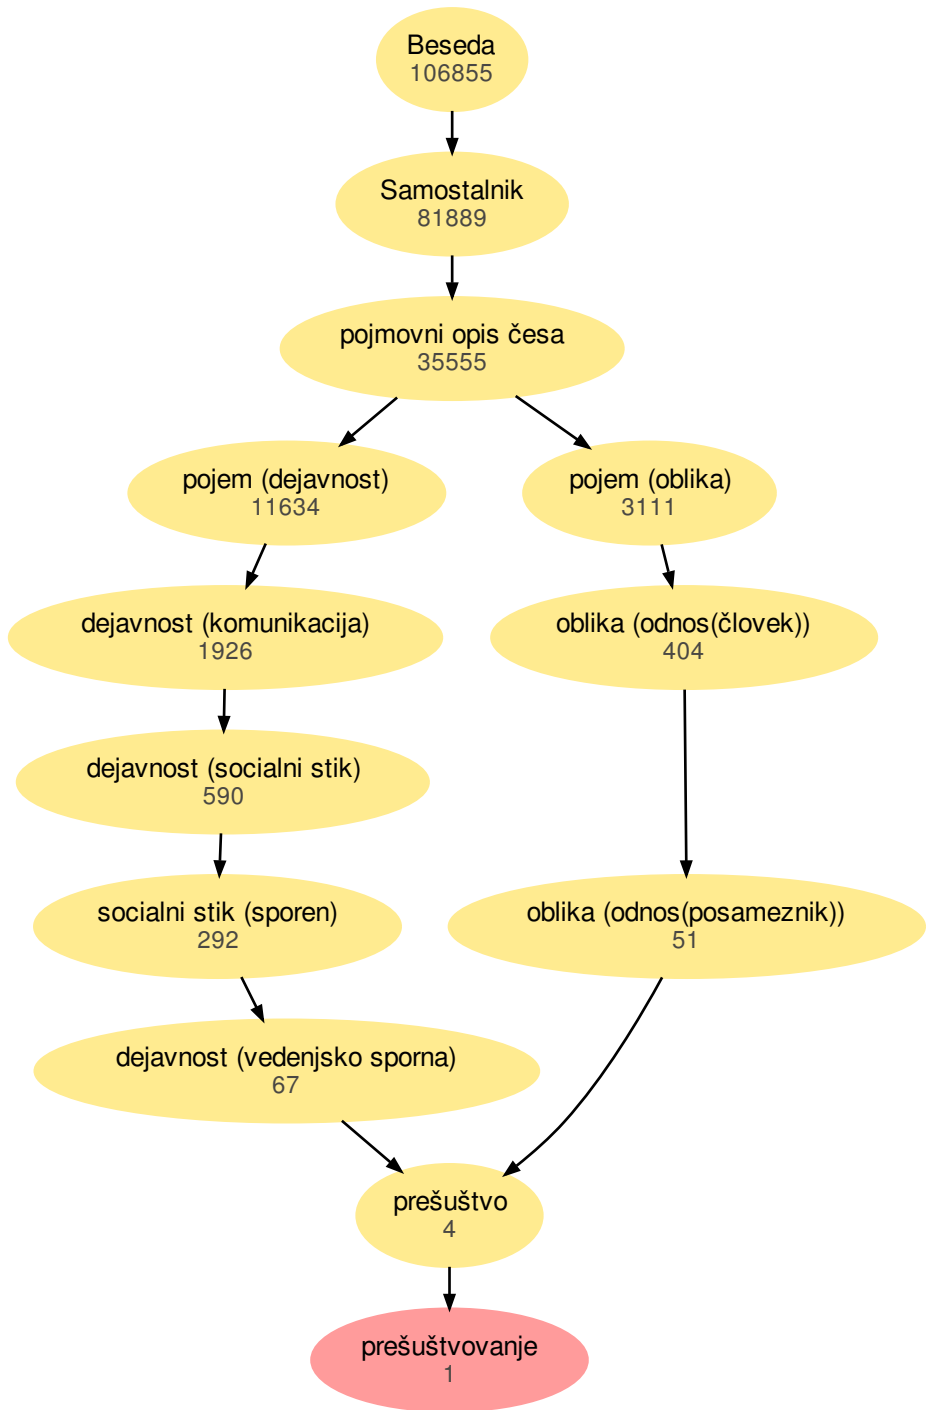 Beseda
106855
Samostalnik
81889
pojmovni opis česa
35555
pojem (dejavnost)
11634
pojem (oblika)
3111
dejavnost (komunikacija)
1926
oblika (odnos(človek))
404
dejavnost (socialni stik)
590
socialni stik (sporen)
292
oblika (odnos(posameznik))
51
dejavnost (vedenjsko sporna)
67
prešuštvo
4
prešuštvovanje
1